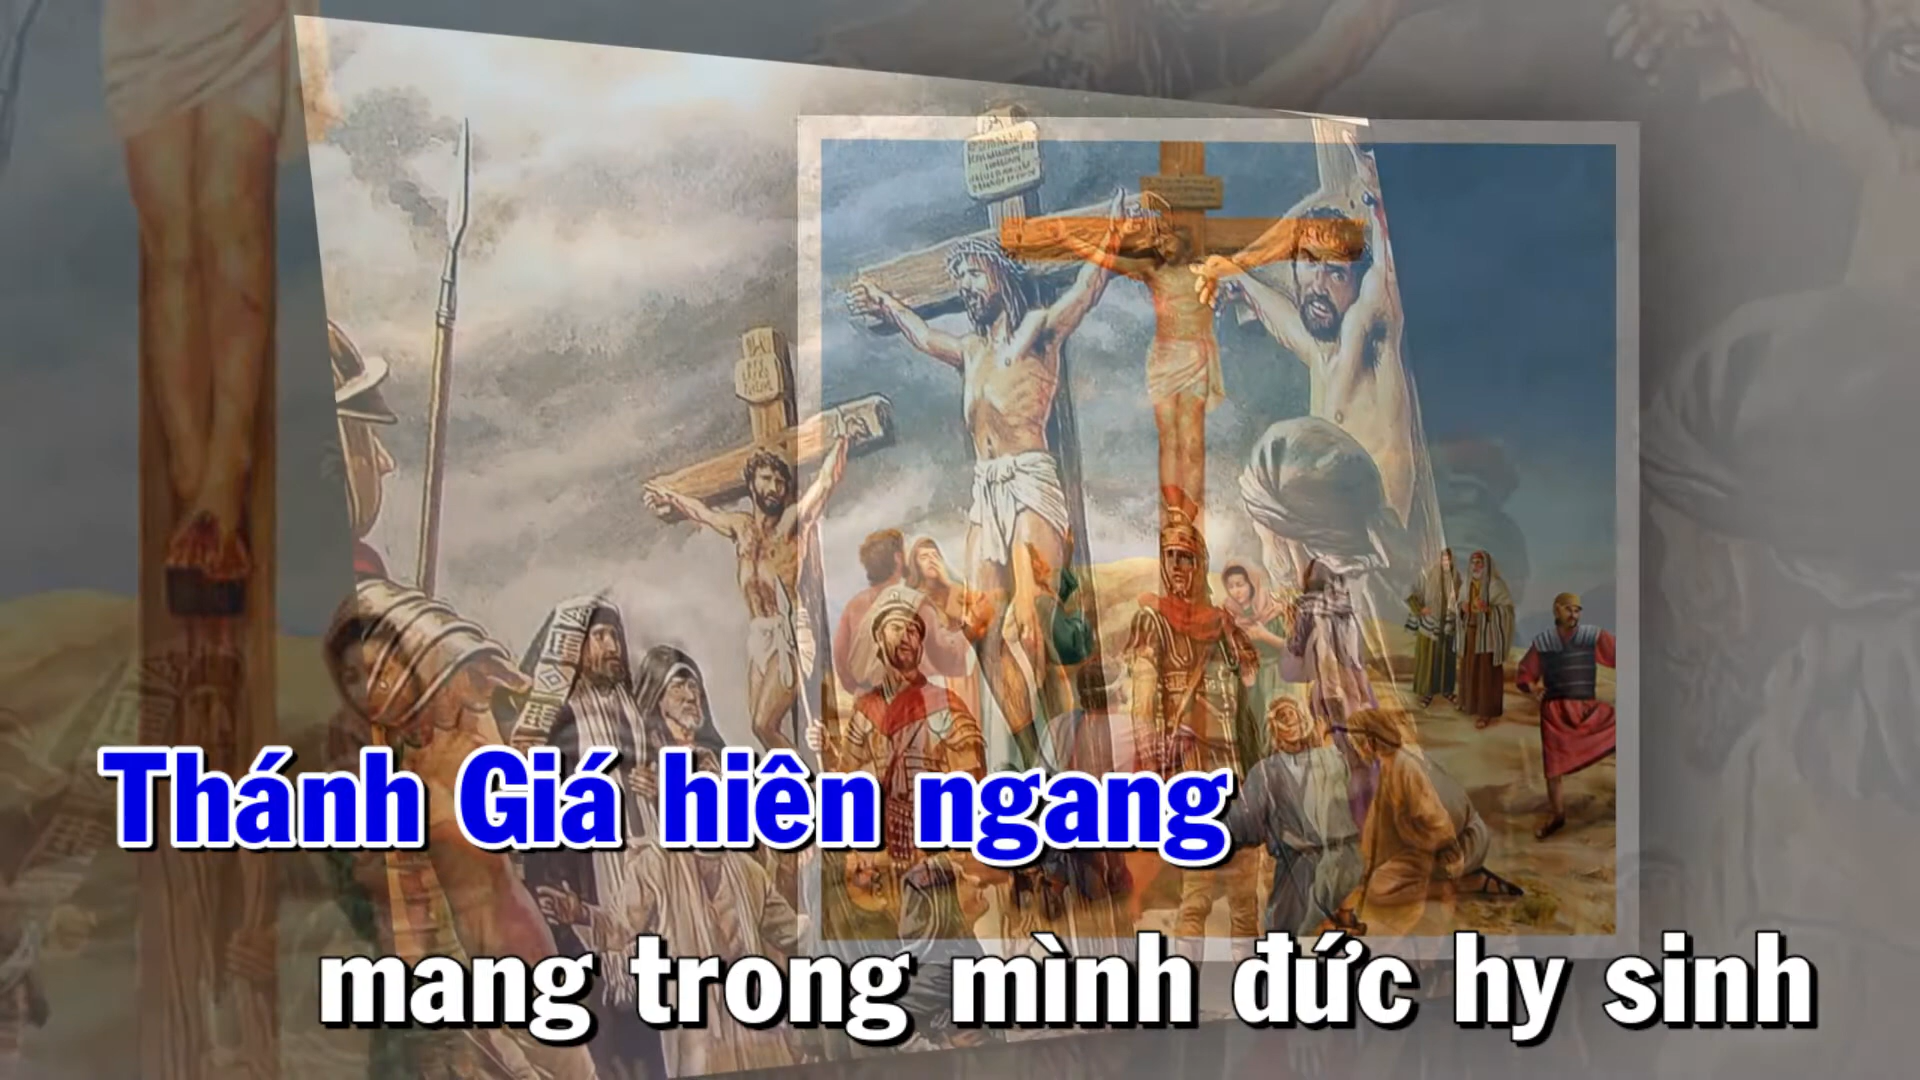 Thánh Giá hiên ngang
mang trong mình đức hy sinh